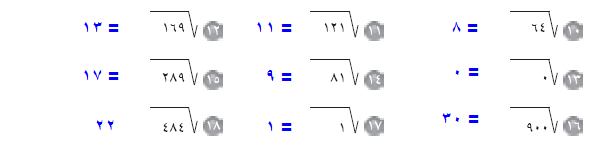 ١٠ √٦٤ = ٨ ١١ √١٢١ = ١١ ١٢ √١٦٩ = ١٣
١٣ √٠ = ٠ ١٤ √٨١ = ٩ ١٥ √٢٨٩ = ١٧
١٦ √٩٠٠ = ٣٠ ١٧ √١ = ١ ١٨ √٤٨٤ ٢٢